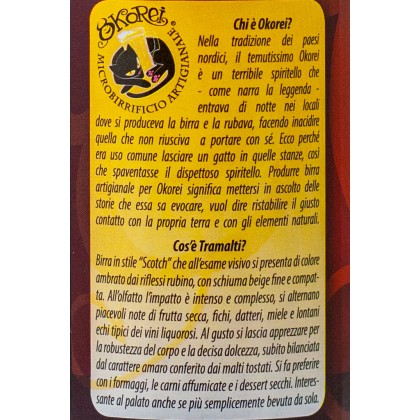 Okorei
MICROBIRRIFICIO ARTIGIANALE
Chi è Okorei?
Nella tradizione dei paesi
nordici, il temutissimo Okorei
è un terribile spiritello che
- come narra la leggenda -
entrava di notte nei locali
dove si produceva la birra e la rubava, facendo inacidire
quella che non riusciva a portare con sé. Ecco perché
era uso comune lasciare un gatto in quelle stanze, così
che spaventasse il dispettoso spiritello. Produrre birra
artigianale per Okorei significa mettersi in ascolto delle
storie che essa sa evocare, vuol dire ristabilire il giusto
contatto con la propria terra e con gli elementi naturali.
Cos'è Tramalti?
Birra in stile "Scotch" che all'esame visivo si presenta di colore
ambrato dai riflessi rubino, con schiuma beige fine e compat-
ta. All'olfatto l'impatto è intenso e complesso, si alternano
piacevoli note di frutta secca, fichi, datteri, miele e lontani
echi tipici dei vini liquorosi. Al gusto si lascia apprezzare per
la robustezza del corpo e la decisa dolcezza, subito bilanciata
dal carattere amaro conferito dai malti tostati. Si fa preferire
con i formaggi, le carni affumicate e i dessert secchi. Interes-
sante al palato anche se più semplicemente bevuta da sola.